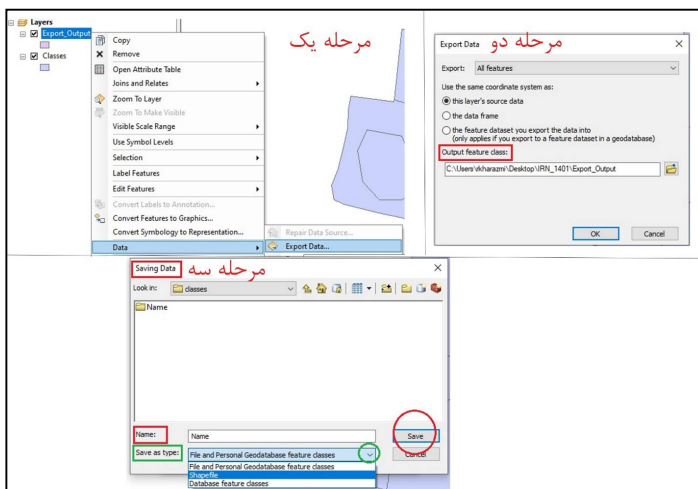 Layers
Export_Output
Classes
Copy
Remove
Open Attribute Table
Joins and Relates
Zoom To Layer
Zoom To Make Visible
Visible Scale Range
Use Symbol Levels
Selection
Label Features
Edit Features
Convert Labels to Annotation...
Convert Features to Graphics...
Convert Symbology to Representation...
Data
Repair Data Source...
Export Data...
مرحله یک
مرحله دو
Export Data
Export: All features
Use the same coordinate system as:
this layer's source data
the data frame
the feature dataset you export the data into
(only applies if you export to a feature dataset in a geodatabase)
Output feature class:
C:\Users\rkharazmi\Desktop\IRN_1401\Export_Output
OK Cancel
Saving Data
مرحله سه
Look in: classes
Name
Name: Name
Save
Save as type: File and Personal Geodatabase feature classes
Cancel
File and Personal Geodatabase feature classes
Shapefile
Database feature classes